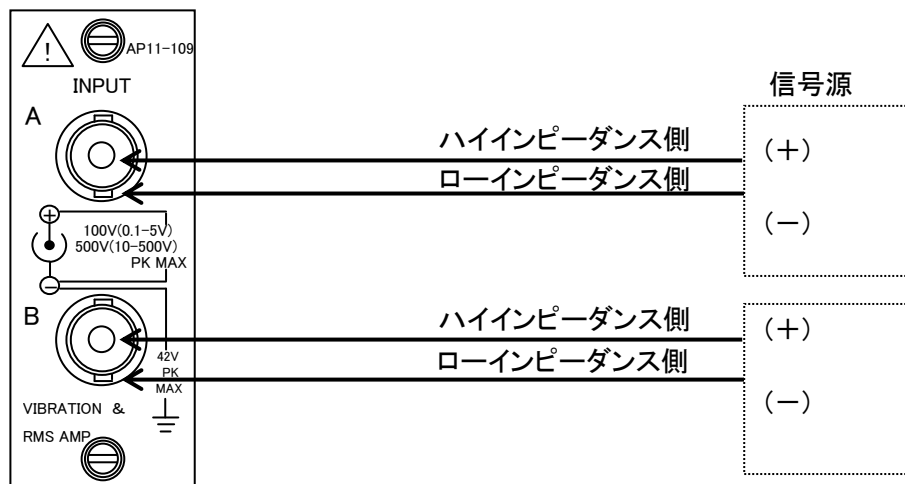 !
AP11-109
INPUT
A
100V(0.1-5V)
500V(10-500V)
PK MAX
B
42V
PK
MAX
VIBRATION &
RMS AMP
信号源
ハイインピーダンス側
(+)
ローインピーダンス側
(-)
ハイインピーダンス側
(+)
ローインピーダンス側
(-)